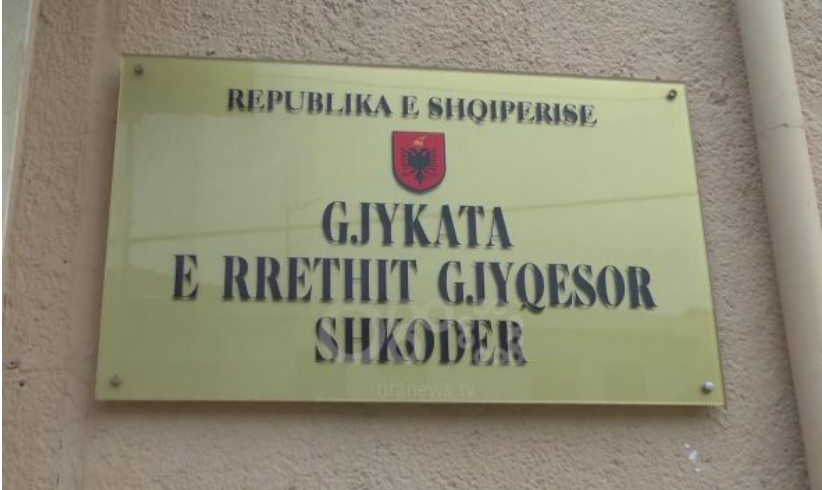 REPUBLIKA E SHQIPERISE
GJYKATA
E RRETHIT GJYQESOR
SHKODER
oranews.tv